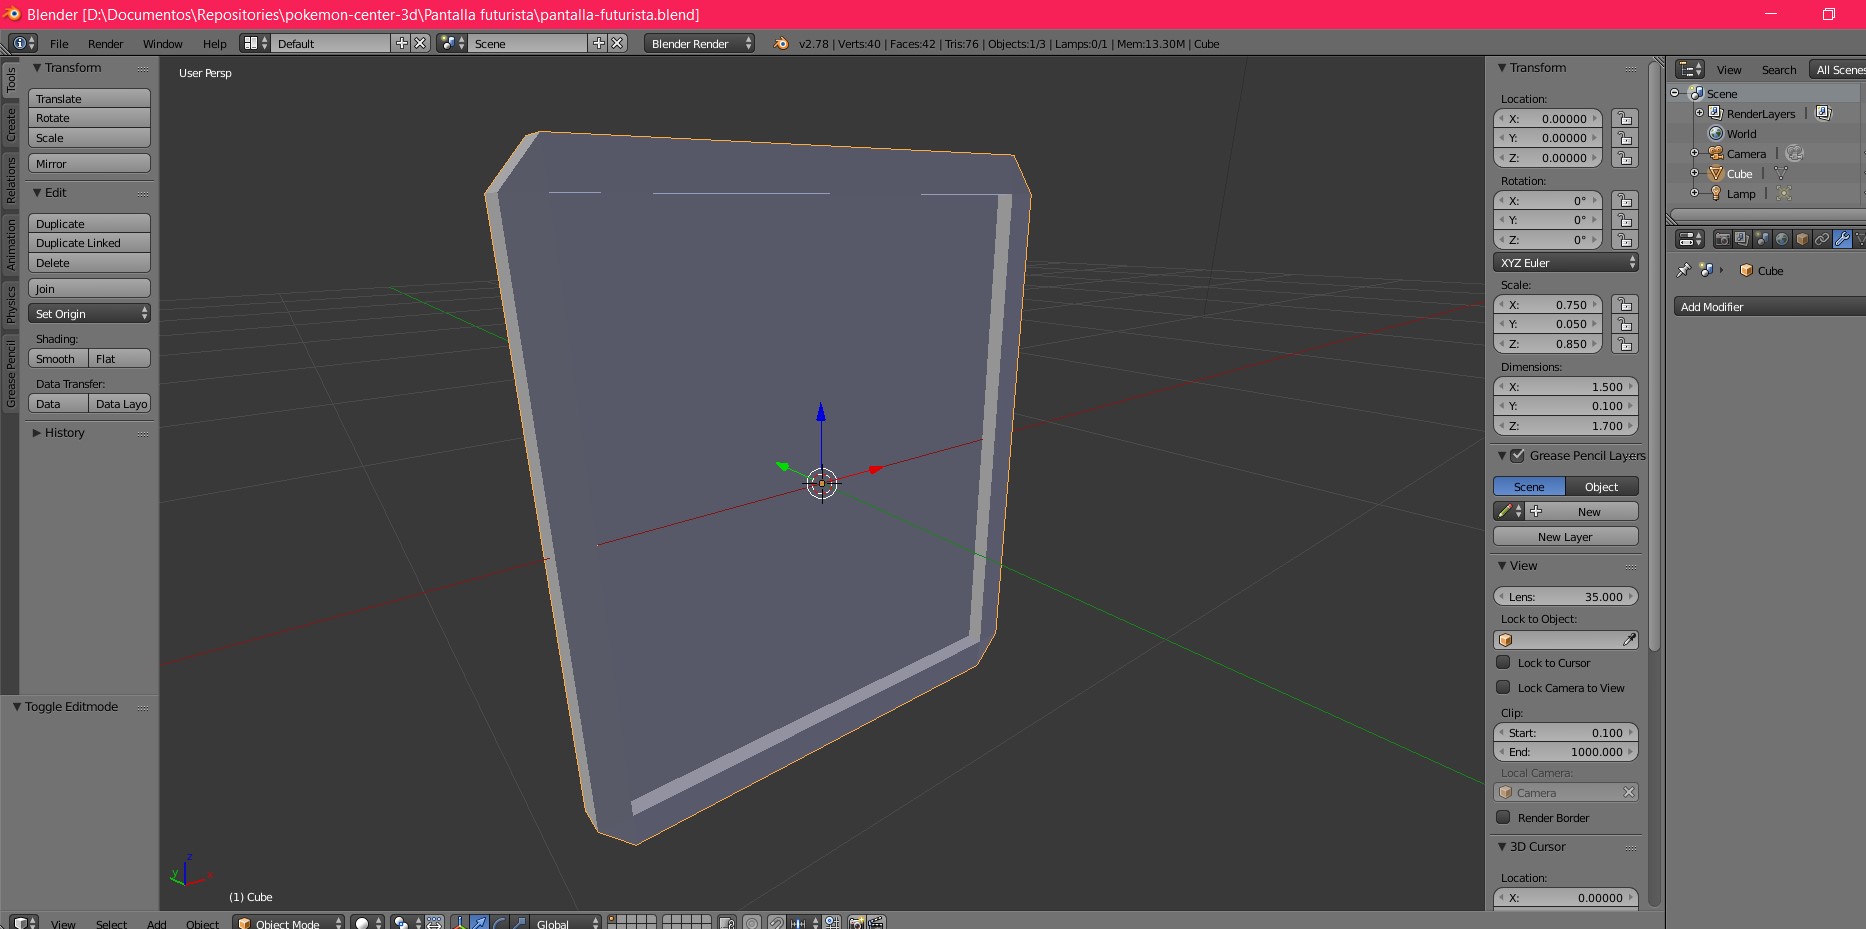 Blender [D:\Documentos\Repositories\pokemon-center-3d\Pantalla futurista\pantalla-futurista.blend]
File Render Window Help Default Scene Blender Render v2.78 | Verts:40 | Faces:42 | Tris:76 | Objects:1/3 | Lamps:0/1 | Mem:13.30M | Cube
Tools
Create
Relations
Animation
Physics
Grease Pencil
Transform
Translate
Rotate
Scale
Mirror
Edit
Duplicate
Duplicate Linked
Delete
Join
Set Origin
Shading:
Smooth Flat
Data Transfer:
Data Data Layo
History
Toggle Editmode
User Persp
z
y
x
(1) Cube
View Select Add Object Object Mode Global
Transform
Location:
X: 0.00000
Y: 0.00000
Z: 0.00000
Rotation:
X: 0°
Y: 0°
Z: 0°
XYZ Euler
Scale:
X: 0.750
Y: 0.050
Z: 0.850
Dimensions:
X: 1.500
Y: 0.100
Z: 1.700
Grease Pencil Layers
Scene Object
New
New Layer
View
Lens: 35.000
Lock to Object:
Lock to Cursor
Lock Camera to View
Clip:
Start: 0.100
End: 1000.000
Local Camera:
Camera
Render Border
3D Cursor
Location:
X: 0.00000
View Search All Scenes
Scene
RenderLayers |
World
Camera |
Cube |
Lamp |
Cube
Add Modifier